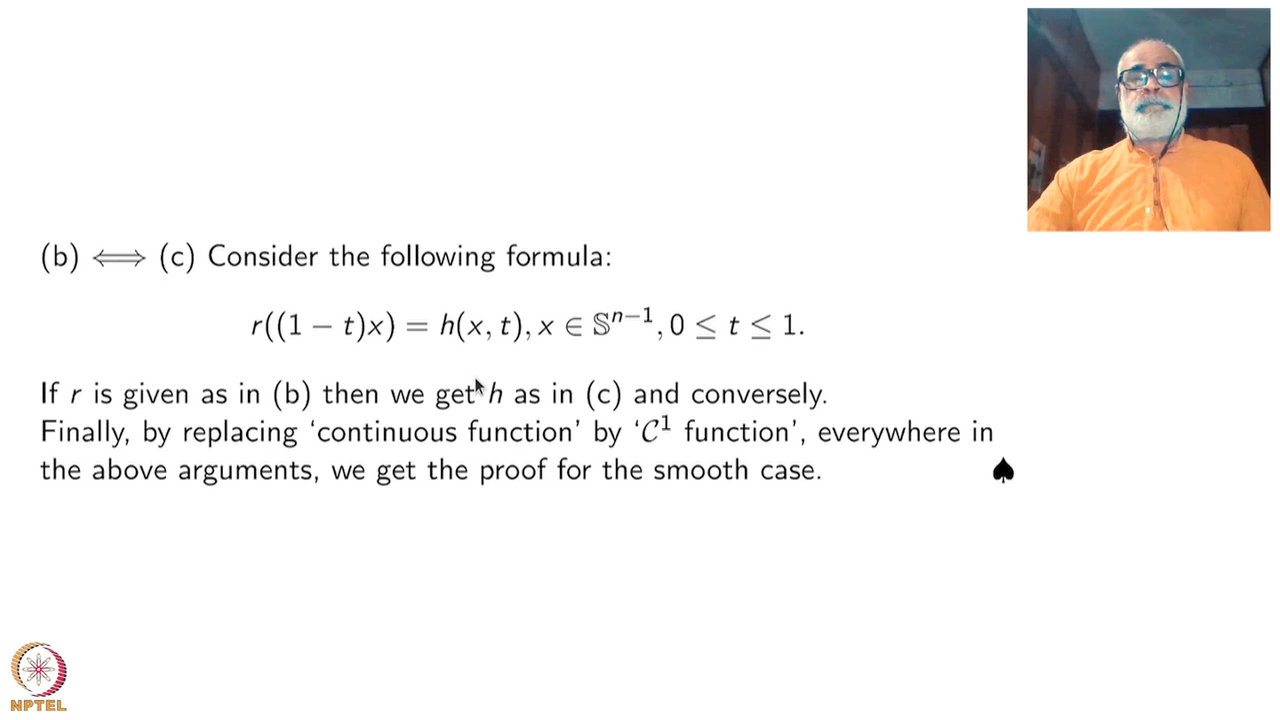 (b) ⟺ (c) Consider the following formula:
r((1 − t)x) = h(x, t), x ∈ 𝕊ⁿ⁻¹, 0 ≤ t ≤ 1.
If r is given as in (b) then we get h as in (c) and conversely.
Finally, by replacing ‘continuous function’ by ‘𝒞¹ function’, everywhere in
the above arguments, we get the proof for the smooth case. ♠
NPTEL